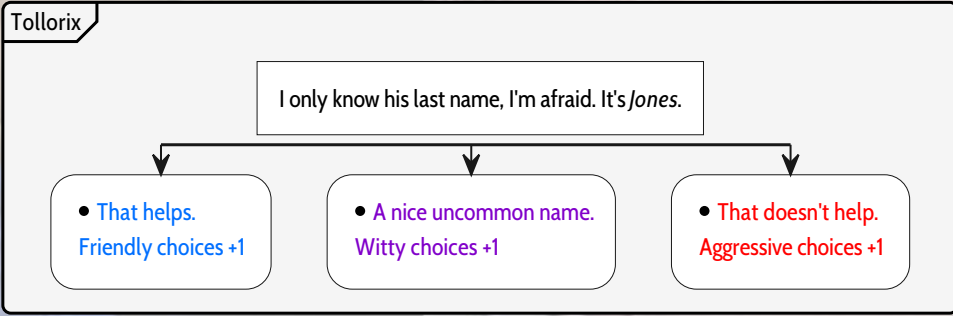 Tollorix
I only know his last name, I'm afraid. It's Jones.
• That helps.
Friendly choices +1
• A nice uncommon name.
Witty choices +1
• That doesn't help.
Aggressive choices +1